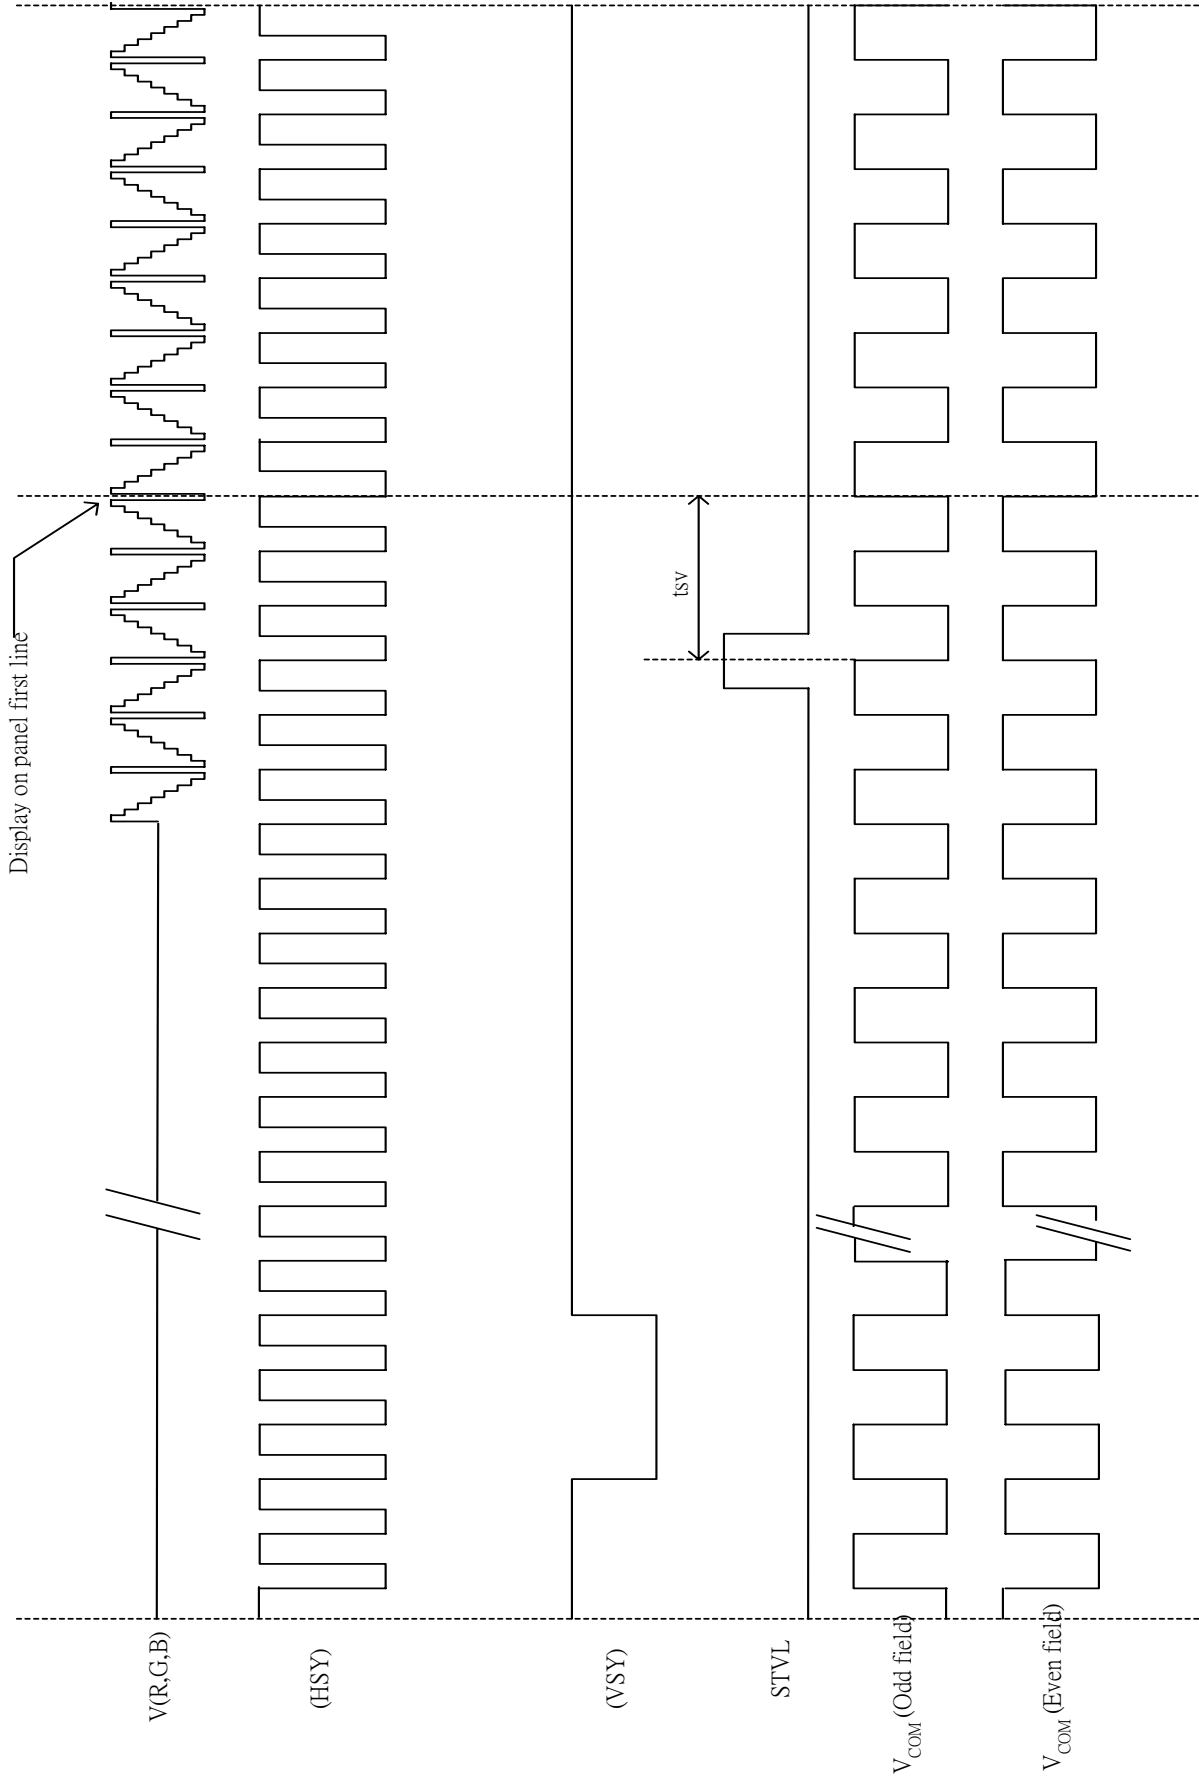 Display on panel first line
V(R,G,B)
(HSY)
(VSY)
tsv
STVL
VCOM (Odd field)
VCOM (Even field)